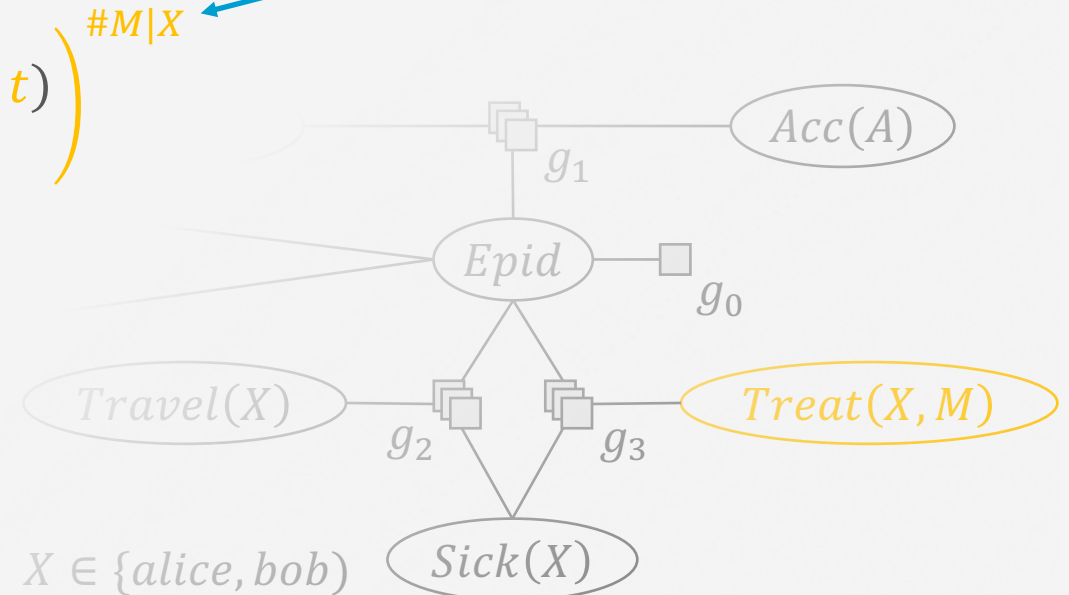 #M|X
t)
Acc(A)
g₁
Epid
g₀
Travel(X)
Treat(X, M)
g₂
g₃
Sick(X)
X ∈ {alice, bob)